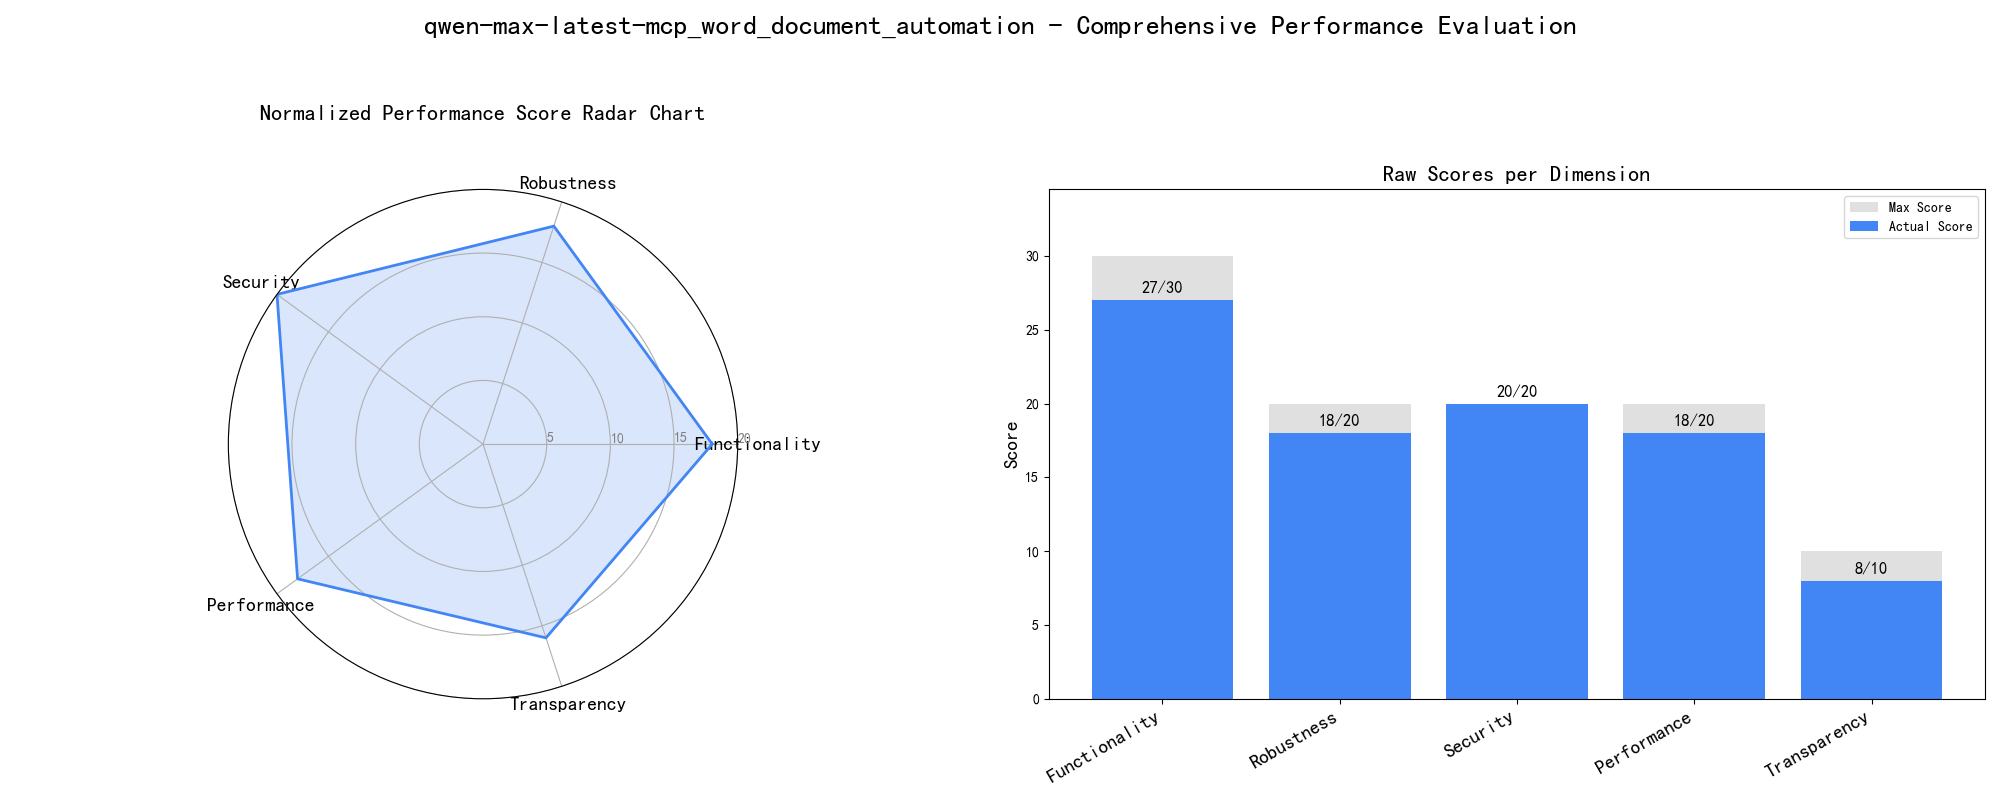 qwen-max-latest-mcp_word_document_automation - Comprehensive Performance Evaluation
Normalized Performance Score Radar Chart
Robustness
Security
Functionality
5
10
15
20
Performance
Transparency
Raw Scores per Dimension
Max Score
Actual Score
Score
30
25
20
15
10
5
0
27/30
18/20
20/20
18/20
8/10
Functionality
Robustness
Security
Performance
Transparency